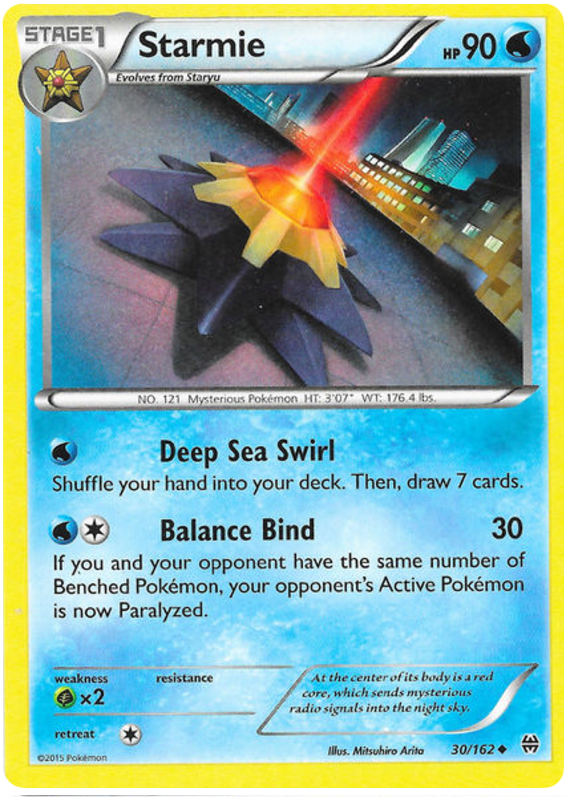 STAGE1
Starmie
HP90
Evolves from Staryu
NO. 121 Mysterious Pokémon HT: 3'07" WT: 176.4 lbs.
Deep Sea Swirl
Shuffle your hand into your deck. Then, draw 7 cards.
Balance Bind 30
If you and your opponent have the same number of
Benched Pokémon, your opponent's Active Pokémon
is now Paralyzed.
weakness resistance
×2
At the center of its body is a red
core, which sends mysterious
radio signals into the night sky.
retreat
©2015 Pokémon
Illus. Mitsuhiro Arita 30/162